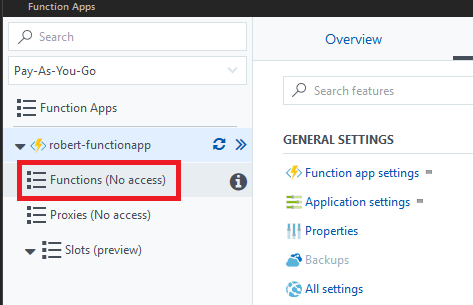 Function Apps
Search
Pay-As-You-Go
Function Apps
robert-functionapp
Functions (No access)
Proxies (No access)
Slots (preview)
Overview
Search features
GENERAL SETTINGS
Function app settings
Application settings
Properties
Backups
All settings